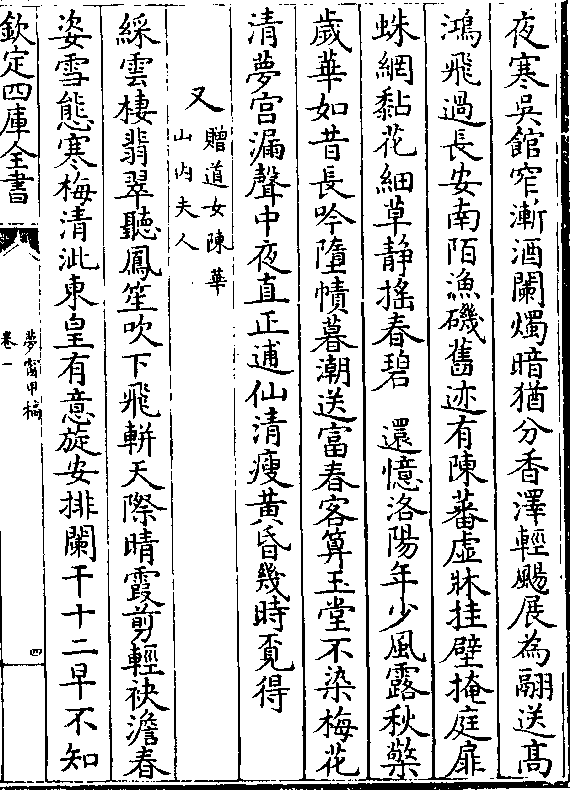 夜寒吳館窄漸酒闌燭暗猶分香澤輕颺展為翮送髙
鴻飛過長安南陌漁磯舊迹有陳蕃虛牀挂壁掩庭扉
蛛網黏花細草靜搖春碧　還憶洛陽年少風露秋檠
歲華如昔長吟墮幘暮潮送富春客算玉堂不染梅花
清夢宫漏聲中夜直正逋仙清瘦黄昏幾時覔得
又贈道女陳華
山内夫人
綵雲棲翡翠聽鳳笙吹下飛軿天際晴霞剪輕袂澹春
姿雪態寒梅清泚東皇有意旋安排闌干十二早不知
欽定四庫全書
夢窗甲稿
卷一
四